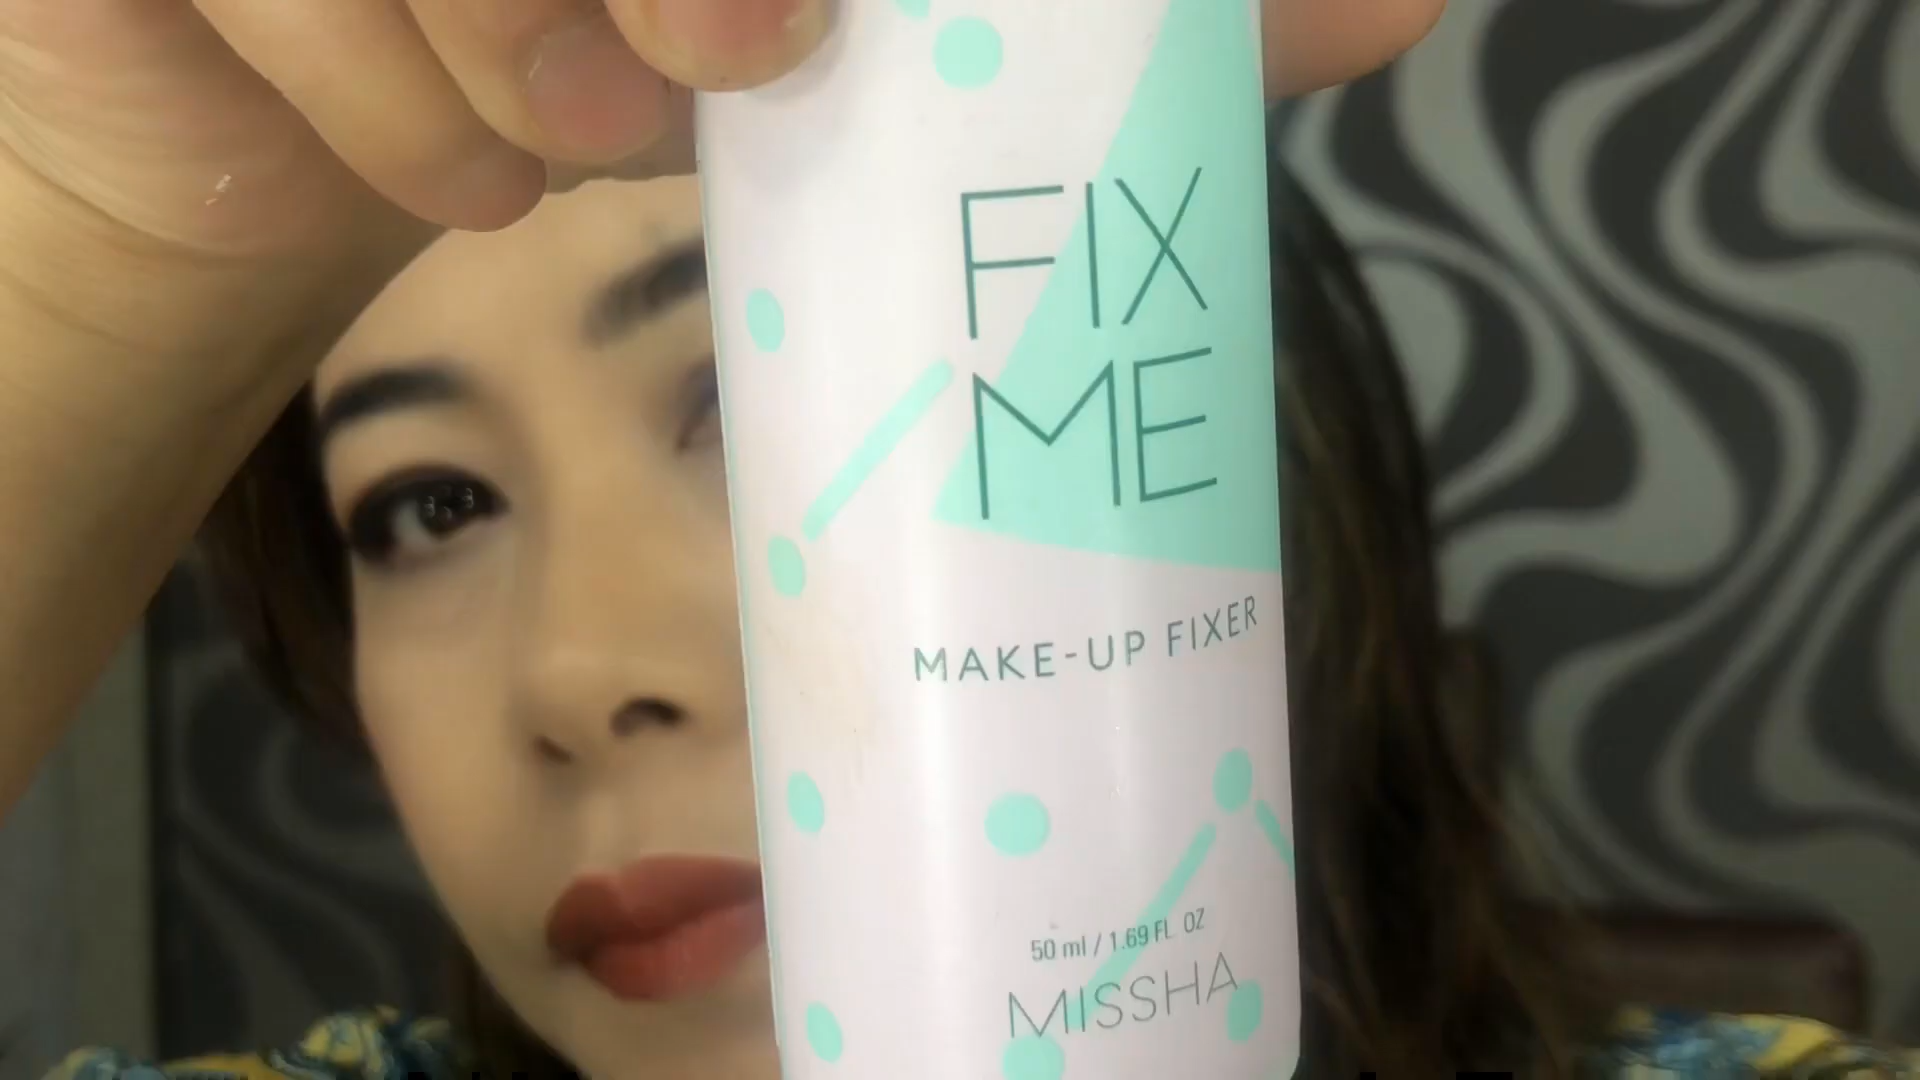 FIX
ME
MAKE-UP FIXER
50 ml / 1.69 FL OZ
MISSHA